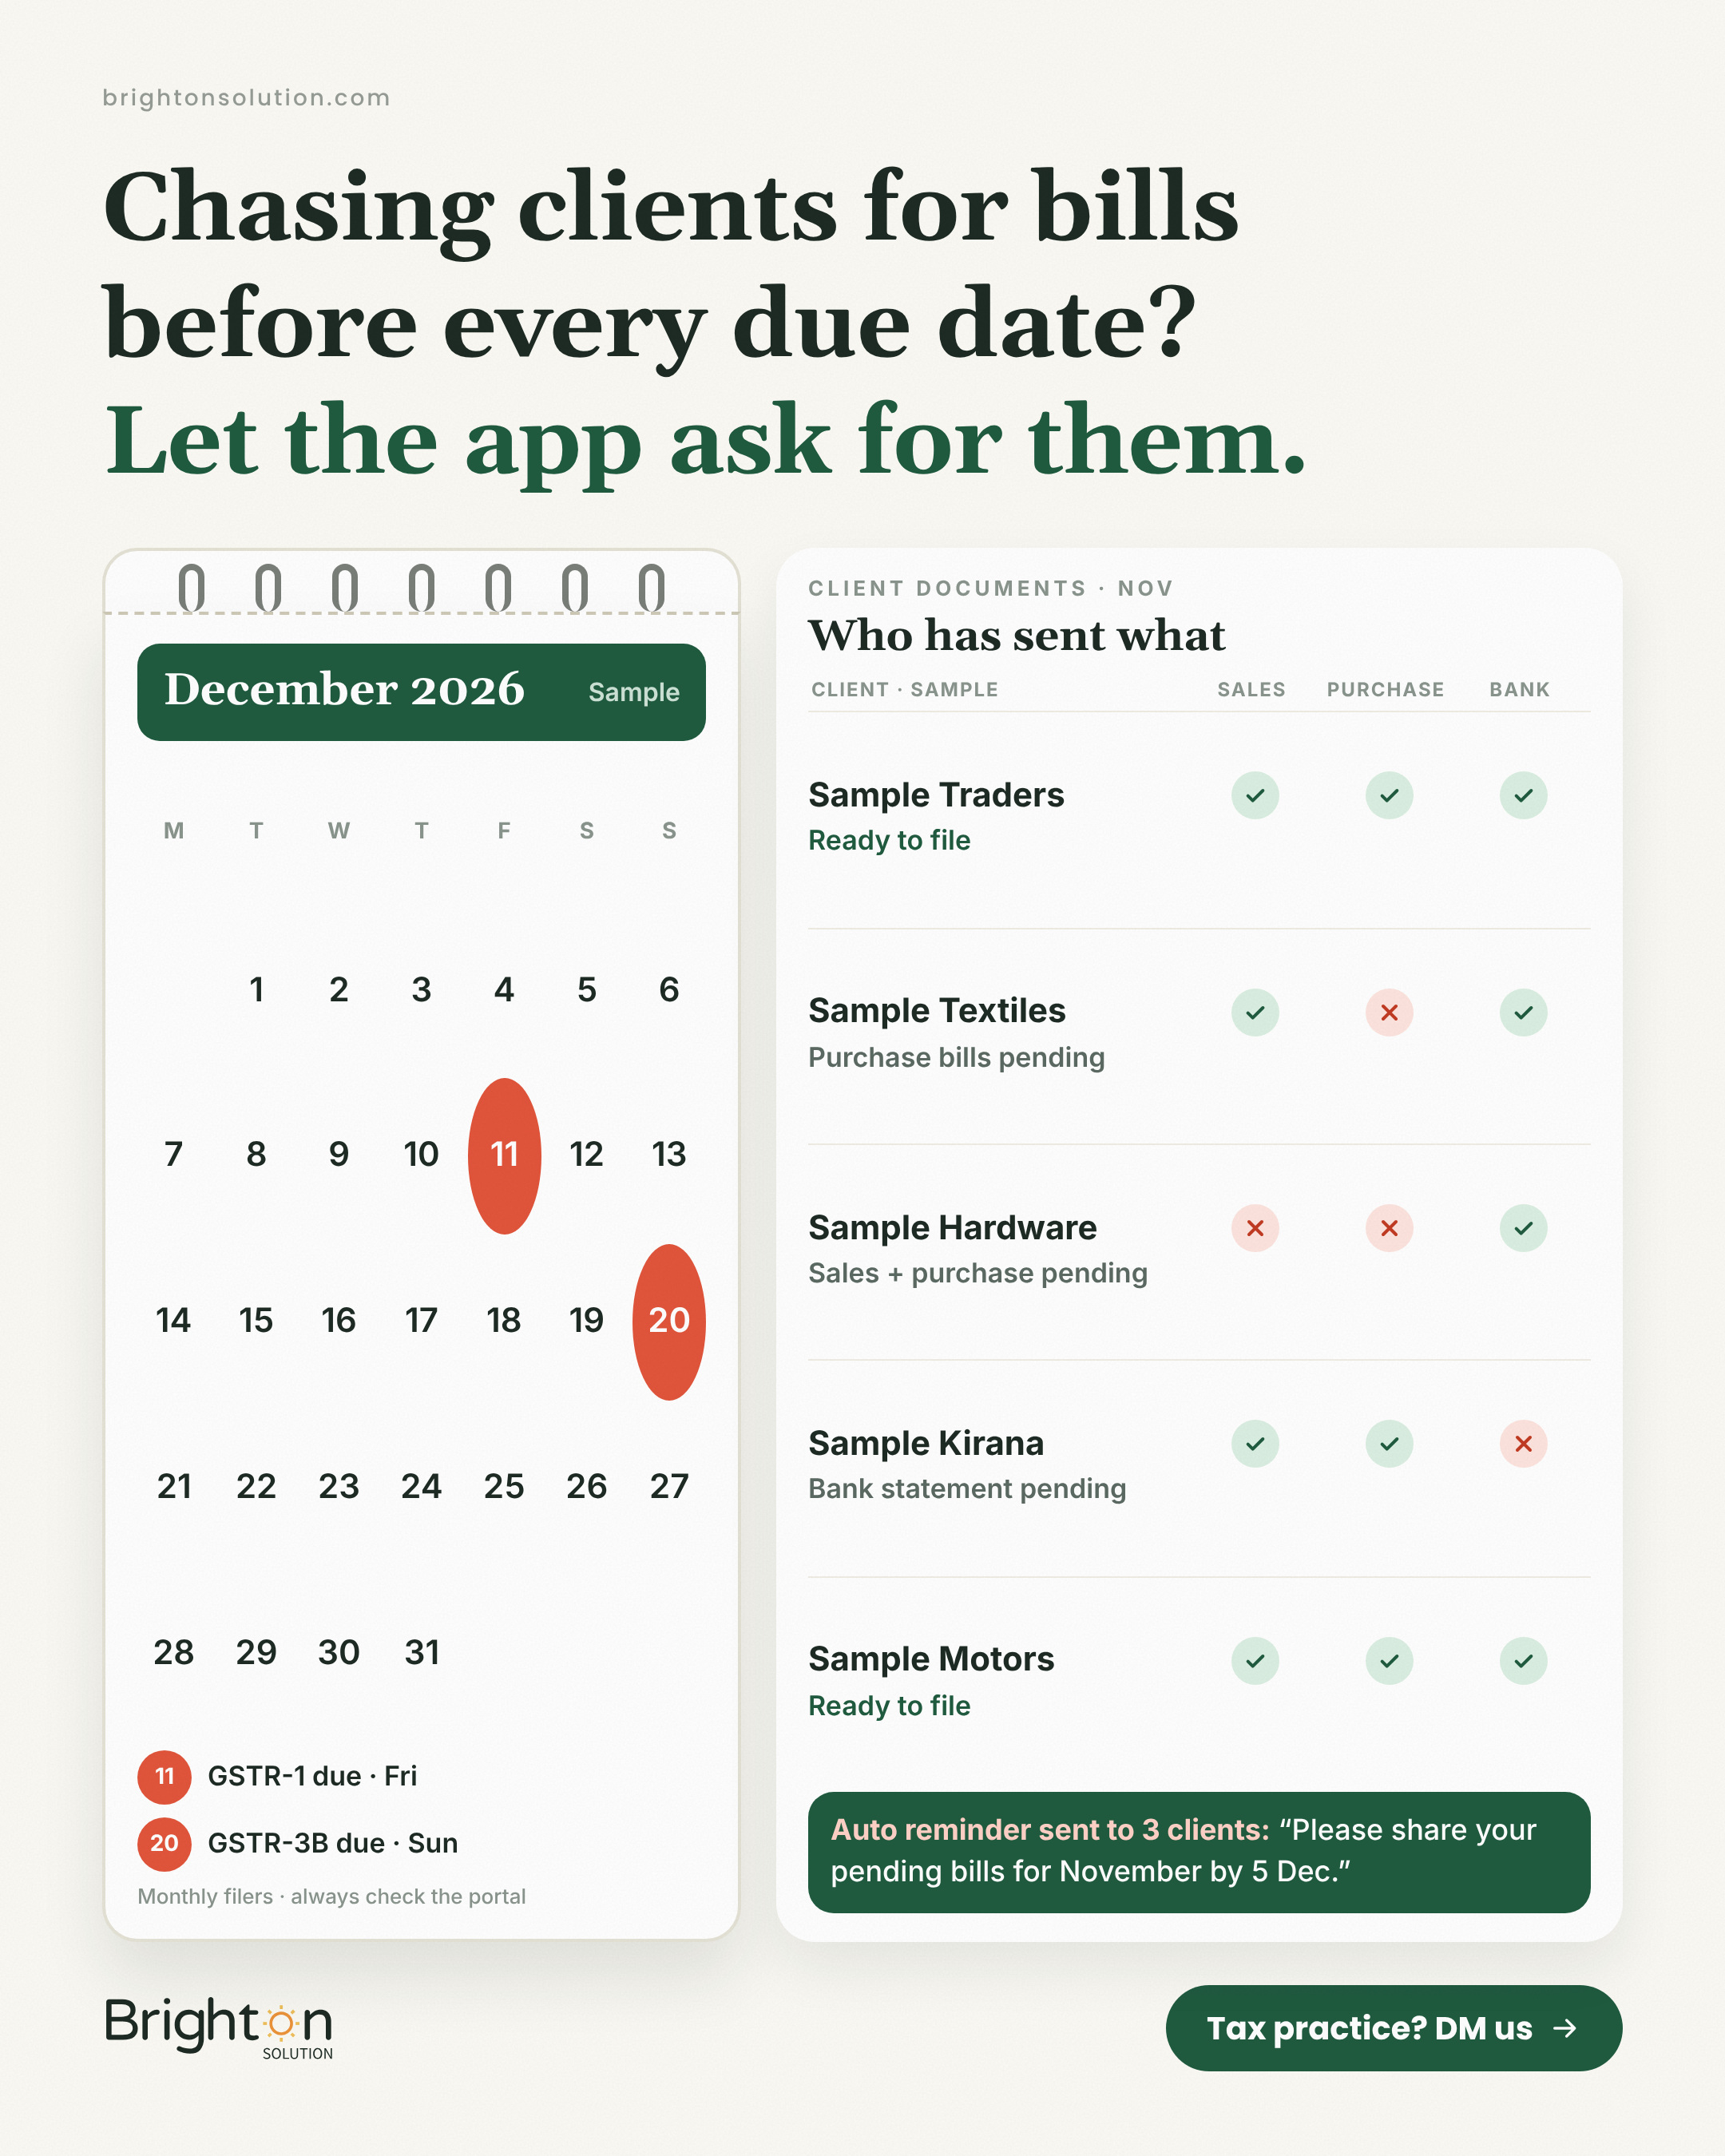 brightonsolution.com
Chasing clients for bills
before every due date?
Let the app ask for them.
December 2026 Sample
M T W T F S S
1 2 3 4 5 6
7 8 9 10 11 12 13
14 15 16 17 18 19 20
21 22 23 24 25 26 27
28 29 30 31
11 GSTR-1 due · Fri
20 GSTR-3B due · Sun
Monthly filers · always check the portal
CLIENT DOCUMENTS · NOV
Who has sent what
CLIENT · SAMPLE SALES PURCHASE BANK
Sample Traders
Ready to file
Sample Textiles
Purchase bills pending
Sample Hardware
Sales + purchase pending
Sample Kirana
Bank statement pending
Sample Motors
Ready to file
Auto reminder sent to 3 clients: “Please share your
pending bills for November by 5 Dec.”
Brighton
SOLUTION
Tax practice? DM us →